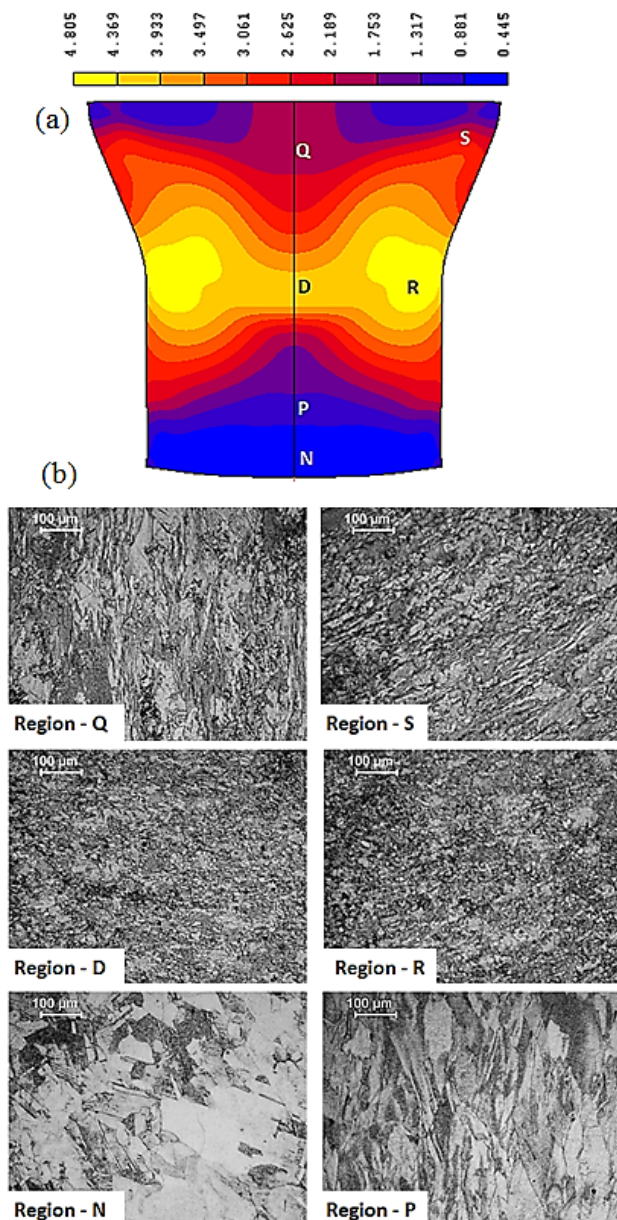 4.805 4.369 3.933 3.497 3.061 2.625 2.189 1.753 1.317 0.881 0.445
(a)
S
Q
D R
P
N
(b)
100 µm 100 µm
Region - Q Region - S
100 µm 100 µm
Region - D Region - R
100 µm 100 µm
Region - N Region - P